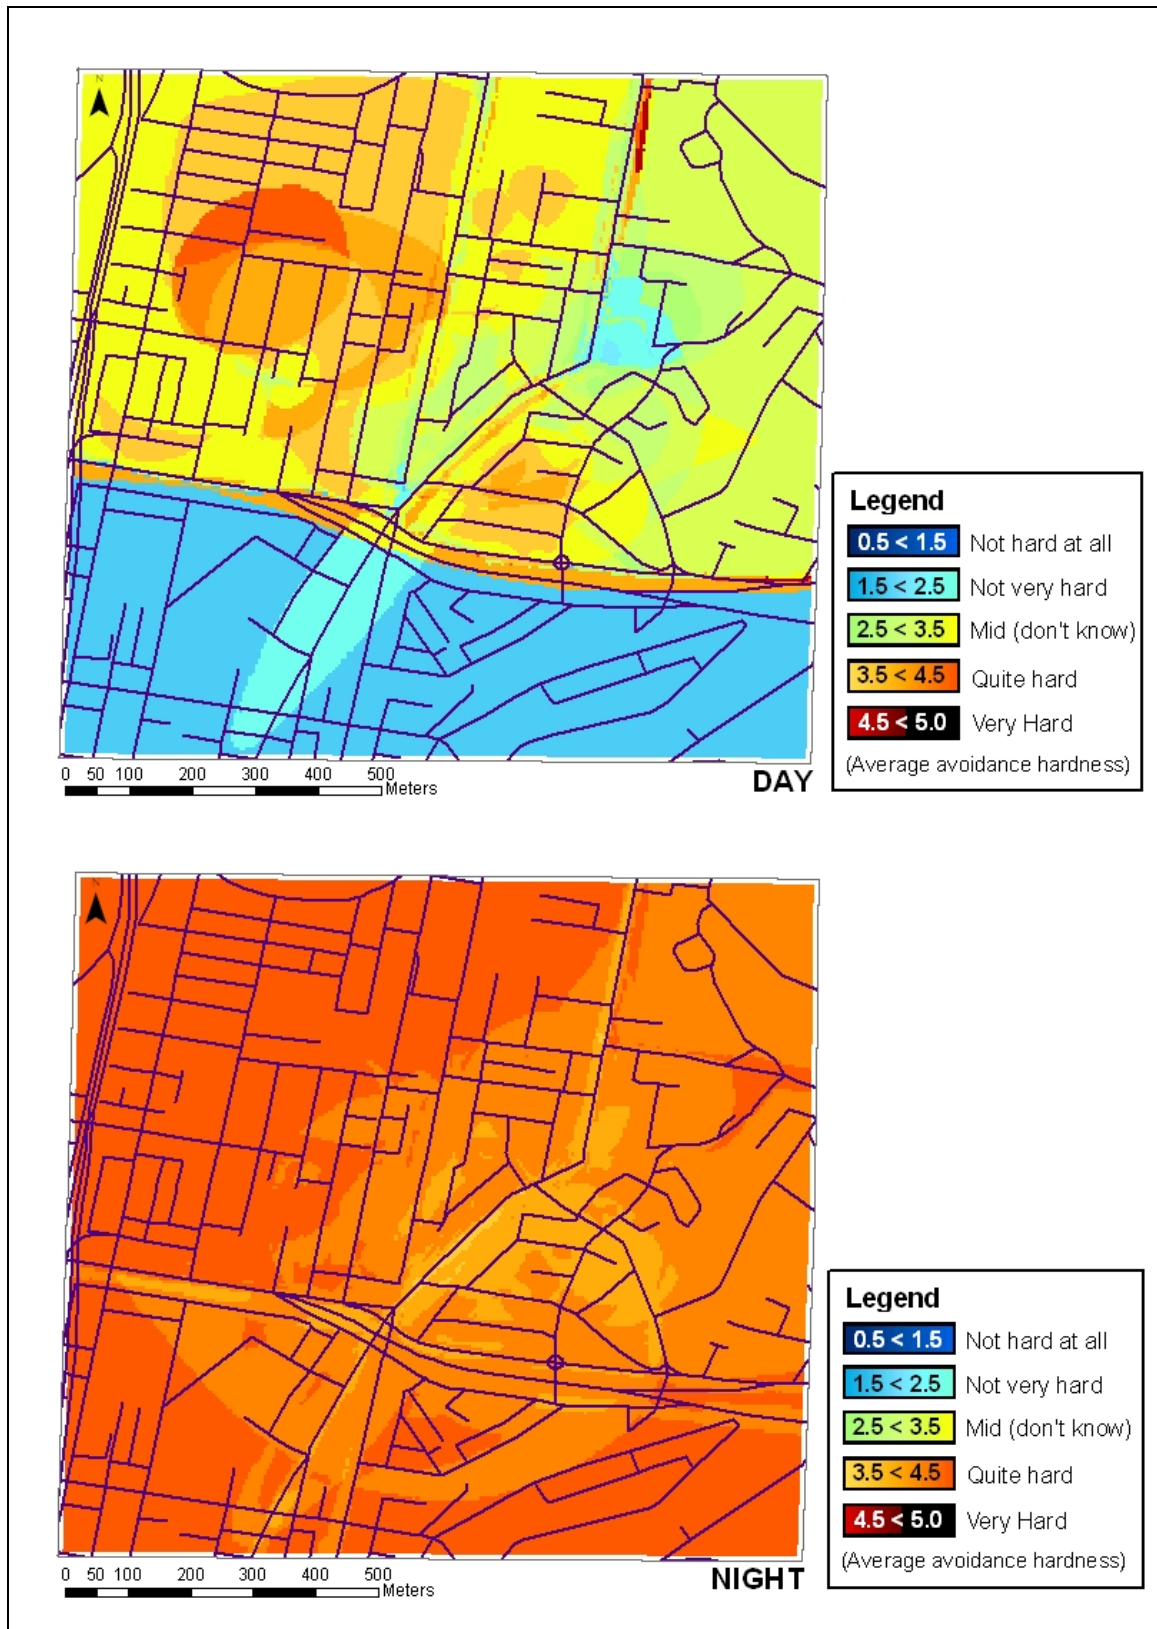 N
Legend
0.5 < 1.5 Not hard at all
1.5 < 2.5 Not very hard
2.5 < 3.5 Mid (don't know)
3.5 < 4.5 Quite hard
4.5 < 5.0 Very Hard
(Average avoidance hardness)
0 50 100 200 300 400 500
Meters
DAY
N
Legend
0.5 < 1.5 Not hard at all
1.5 < 2.5 Not very hard
2.5 < 3.5 Mid (don't know)
3.5 < 4.5 Quite hard
4.5 < 5.0 Very Hard
(Average avoidance hardness)
0 50 100 200 300 400 500
Meters
NIGHT